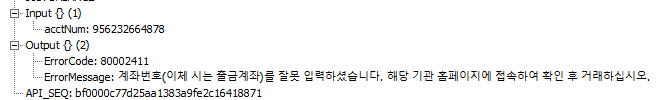 Input {} (1)
acctNum: 956232664878
Output {} (2)
ErrorCode: 80002411
ErrorMessage: 계좌번호(이체 시는 출금계좌)를 잘못 입력하셨습니다. 해당 기관 홈페이지에 접속하여 확인 후 거래하십시오.
API_SEQ: bf0000c77d25aa1383a9fe2c16418871